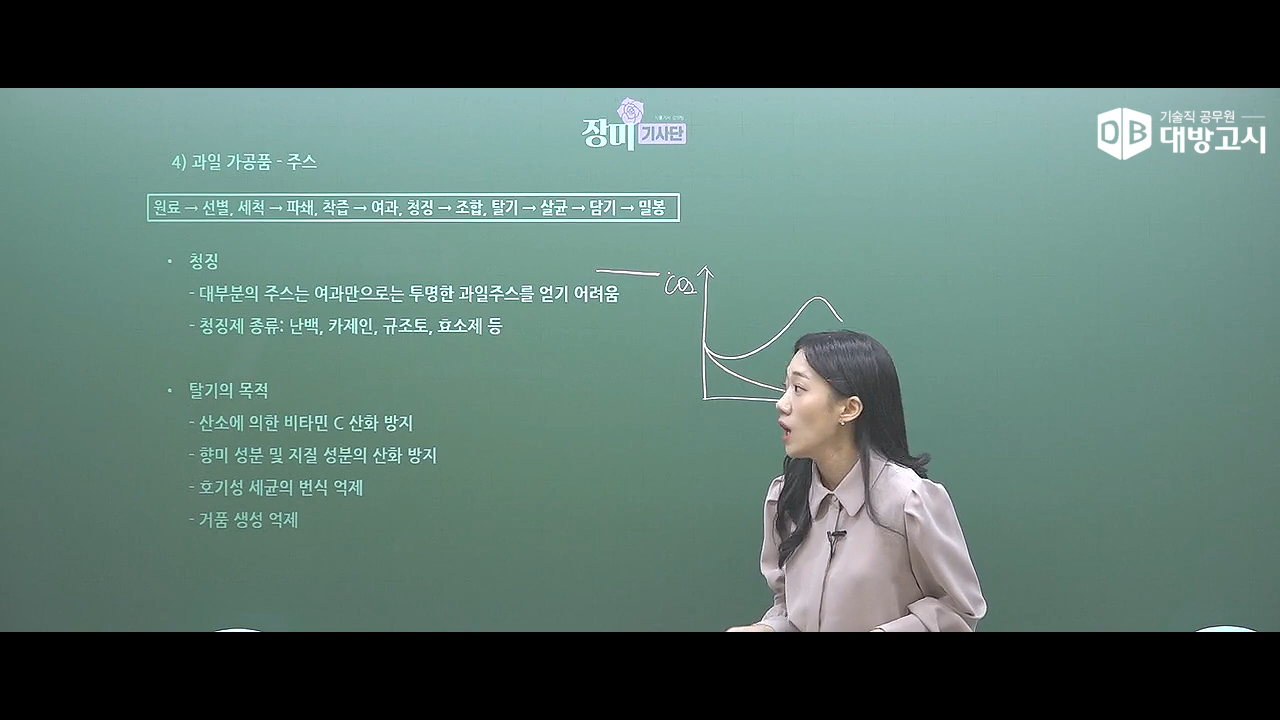 장미 기사단
DB 기술직 공무원 대방고시
4) 과일 가공품 - 주스
원료 → 선별, 세척 → 파쇄, 착즙 → 여과, 청징 → 조합, 탈기 → 살균 → 담기 → 밀봉
• 청징
- 대부분의 주스는 여과만으로는 투명한 과일주스를 얻기 어려움
- 청징제 종류: 난백, 카제인, 규조토, 효소제 등
CO2
• 탈기의 목적
- 산소에 의한 비타민 C 산화 방지
- 향미 성분 및 지질 성분의 산화 방지
- 호기성 세균의 번식 억제
- 거품 생성 억제